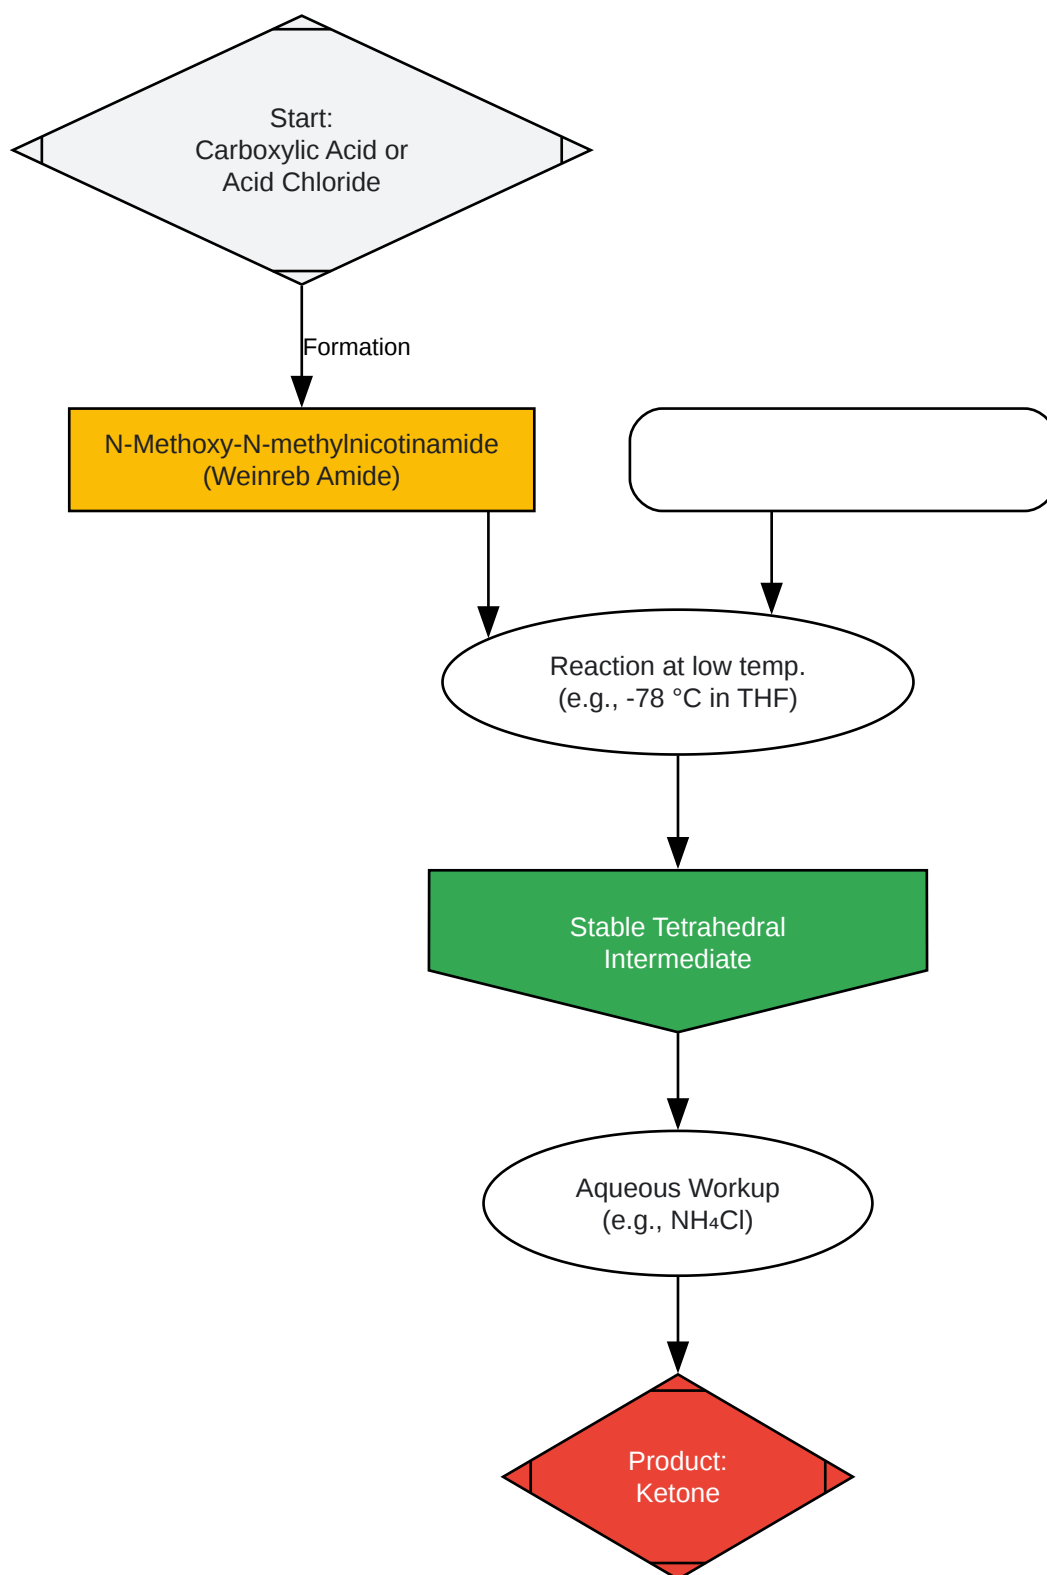 Start:
Carboxylic Acid or
Acid Chloride
Formation
N-Methoxy-N-methylnicotinamide
(Weinreb Amide)
Reaction at low temp.
(e.g., -78 °C in THF)
Stable Tetrahedral
Intermediate
Aqueous Workup
(e.g., NH₄Cl)
Product:
Ketone